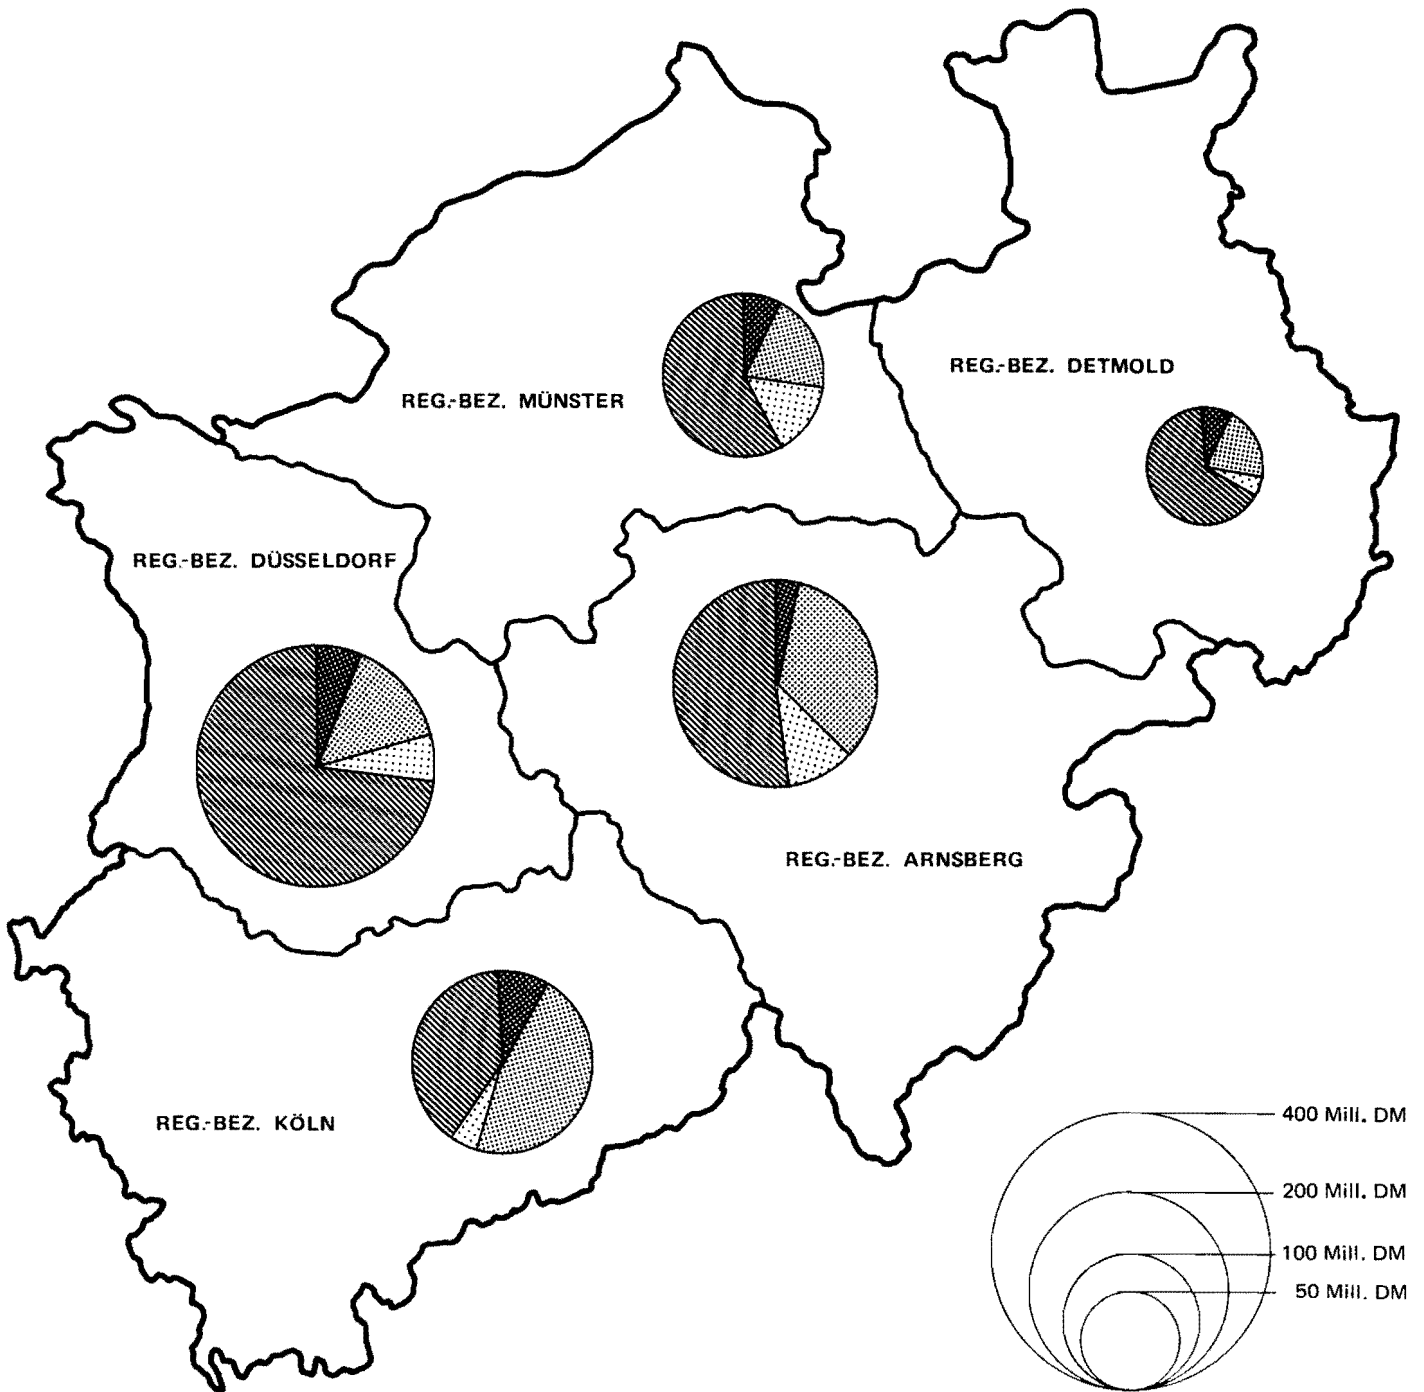 REG.-BEZ. DETMOLD
REG.-BEZ. MÜNSTER
REG.-BEZ. DÜSSELDORF
REG.-BEZ. ARNSBERG
REG.-BEZ. KÖLN
400 Mill. DM
200 Mill. DM
100 Mill. DM
50 Mill. DM